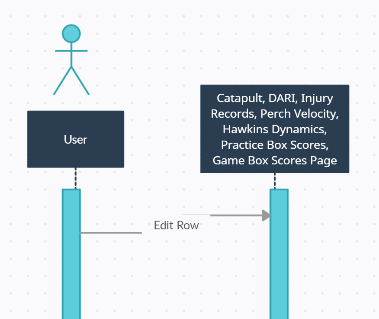 User
Catapult, DARI, Injury
Records, Perch Velocity,
Hawkins Dynamics,
Practice Box Scores,
Game Box Scores Page
Edit Row